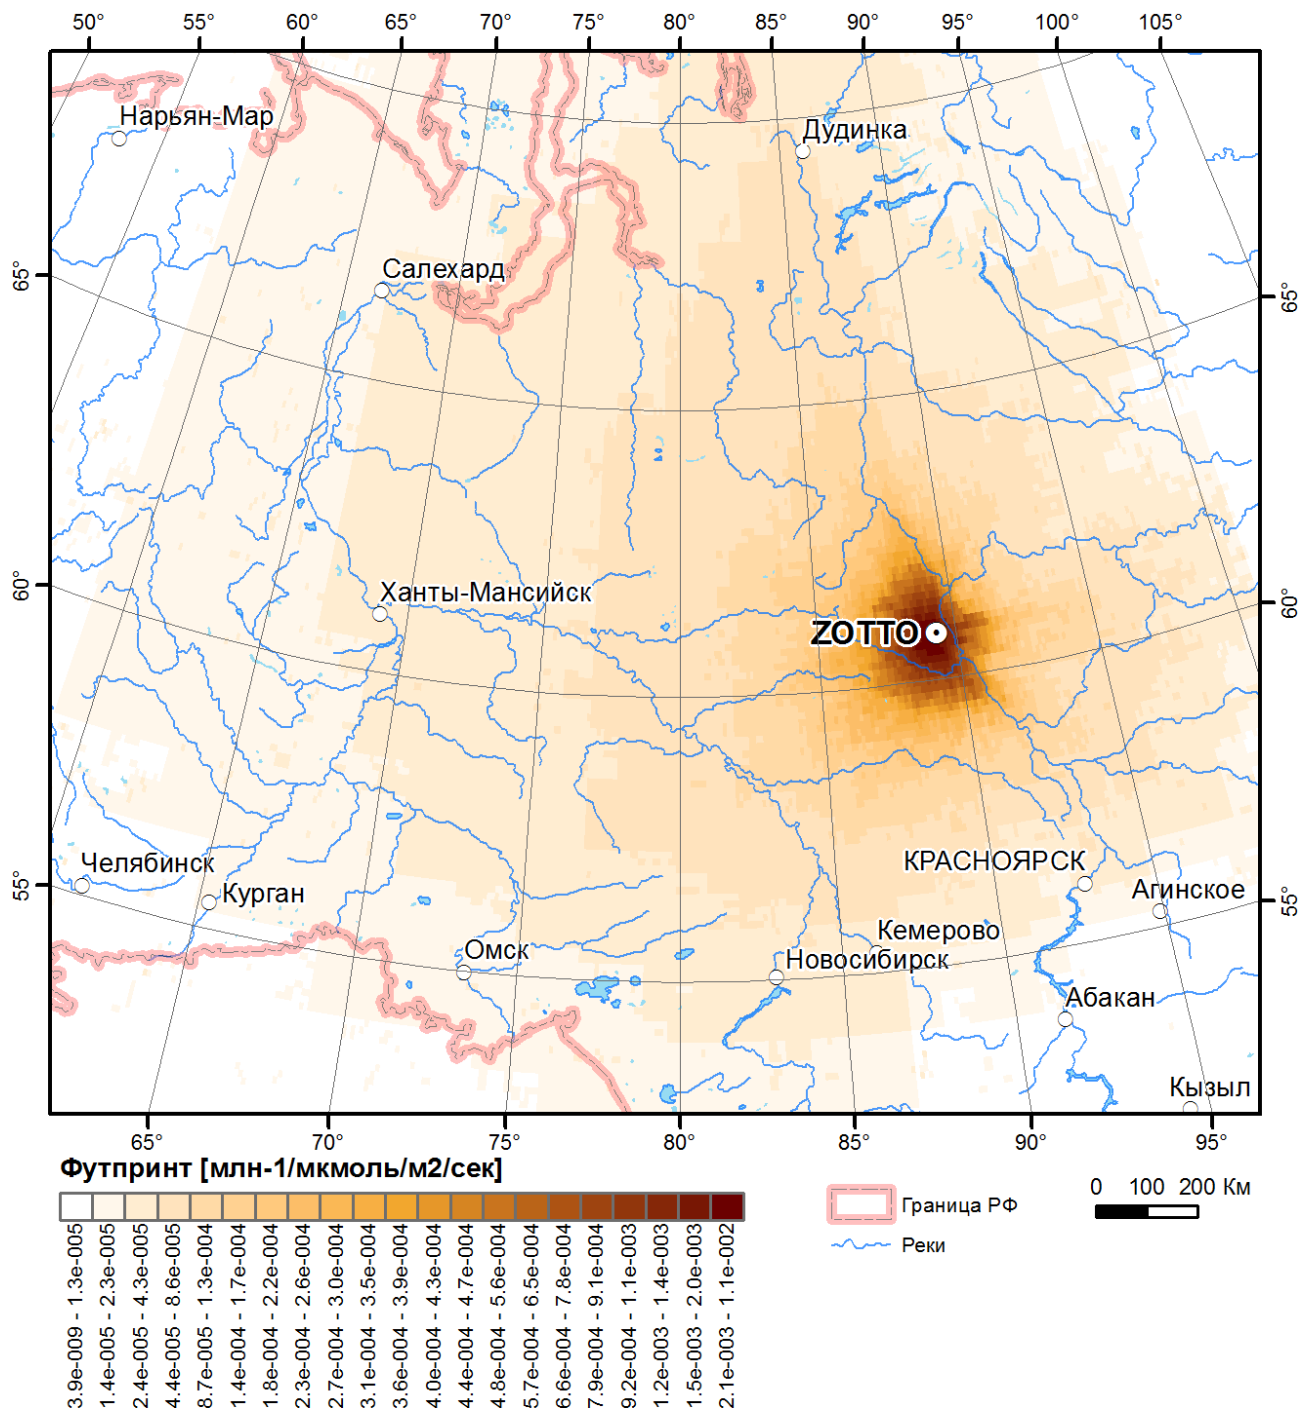 50° 55° 60° 65° 70° 75° 80° 85° 90° 95° 100° 105°
Нарьян-Мар
Дудинка
Салехард
65° 65°
Ханты-Мансийск
60° 60°
ZOTTO
Челябинск
КРАСНОЯРСК
Курган
Агинское
55° 55°
Омск
Кемерово
Новосибирск
Абакан
Кызыл
65° 70° 75° 80° 85° 90° 95°
Футпринт [млн-1/мкмоль/м2/сек]
3.9e-009 - 1.3e-005
1.4e-005 - 2.3e-005
2.4e-005 - 4.3e-005
4.4e-005 - 8.6e-005
8.7e-005 - 1.3e-004
1.4e-004 - 1.7e-004
1.8e-004 - 2.2e-004
2.3e-004 - 2.6e-004
2.7e-004 - 3.0e-004
3.1e-004 - 3.5e-004
3.6e-004 - 3.9e-004
4.0e-004 - 4.3e-004
4.4e-004 - 4.7e-004
4.8e-004 - 5.6e-004
5.7e-004 - 6.5e-004
6.6e-004 - 7.8e-004
7.9e-004 - 9.1e-004
9.2e-004 - 1.1e-003
1.2e-003 - 1.4e-003
1.5e-003 - 2.0e-003
2.1e-003 - 1.1e-002
Граница РФ
Реки
0 100 200 Км